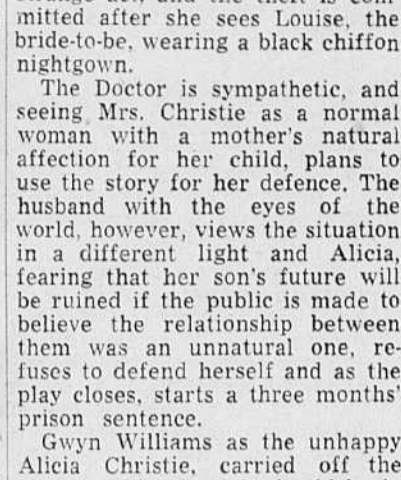 mitted after she sees Louise, the
bride-to-be, wearing a black chiffon
nightgown.
The Doctor is sympathetic, and
seeing Mrs. Christie as a normal
woman with a mother's natural
affection for her child, plans to
use the story for her defence. The
husband with the eyes of the
world, however, views the situation
in a different light and Alicia,
fearing that her son's future will
be ruined if the public is made to
believe the relationship between
them was an unnatural one, re-
fuses to defend herself and as the
play closes, starts a three months'
prison sentence.
Gwyn Williams as the unhappy
Alicia Christie, carried off the